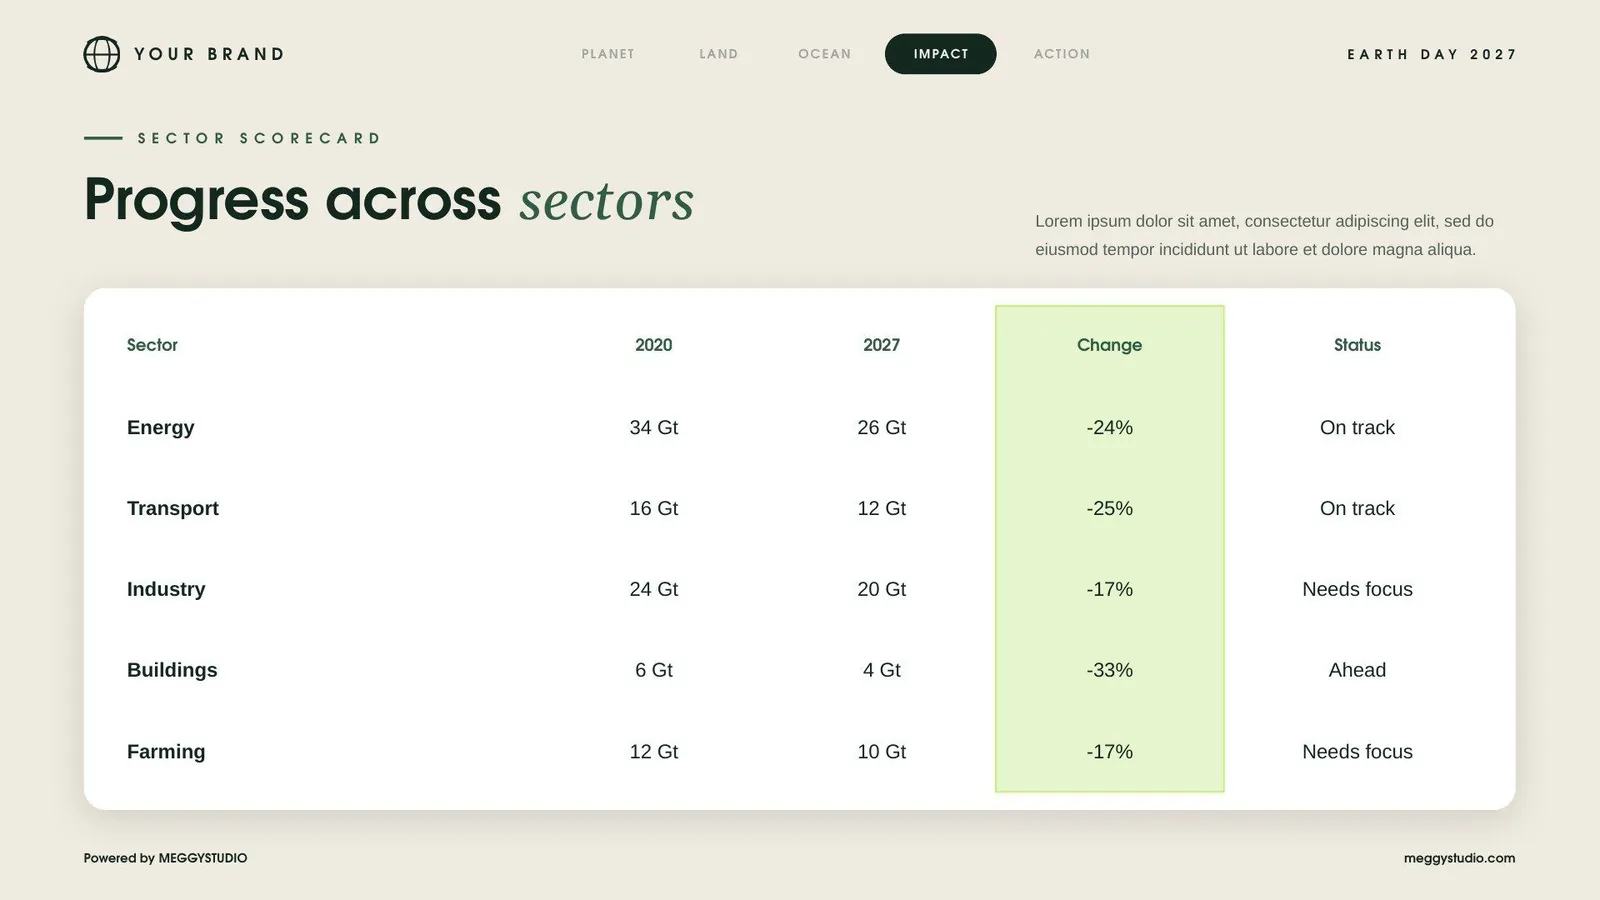 YOUR BRAND
PLANET LAND OCEAN IMPACT ACTION
EARTH DAY 2027
SECTOR SCORECARD
Progress across sectors
Lorem ipsum dolor sit amet, consectetur adipiscing elit, sed do
eiusmod tempor incididunt ut labore et dolore magna aliqua.
Sector 2020 2027 Change Status
Energy 34 Gt 26 Gt -24% On track
Transport 16 Gt 12 Gt -25% On track
Industry 24 Gt 20 Gt -17% Needs focus
Buildings 6 Gt 4 Gt -33% Ahead
Farming 12 Gt 10 Gt -17% Needs focus
Powered by MEGGYSTUDIO
meggystudio.com